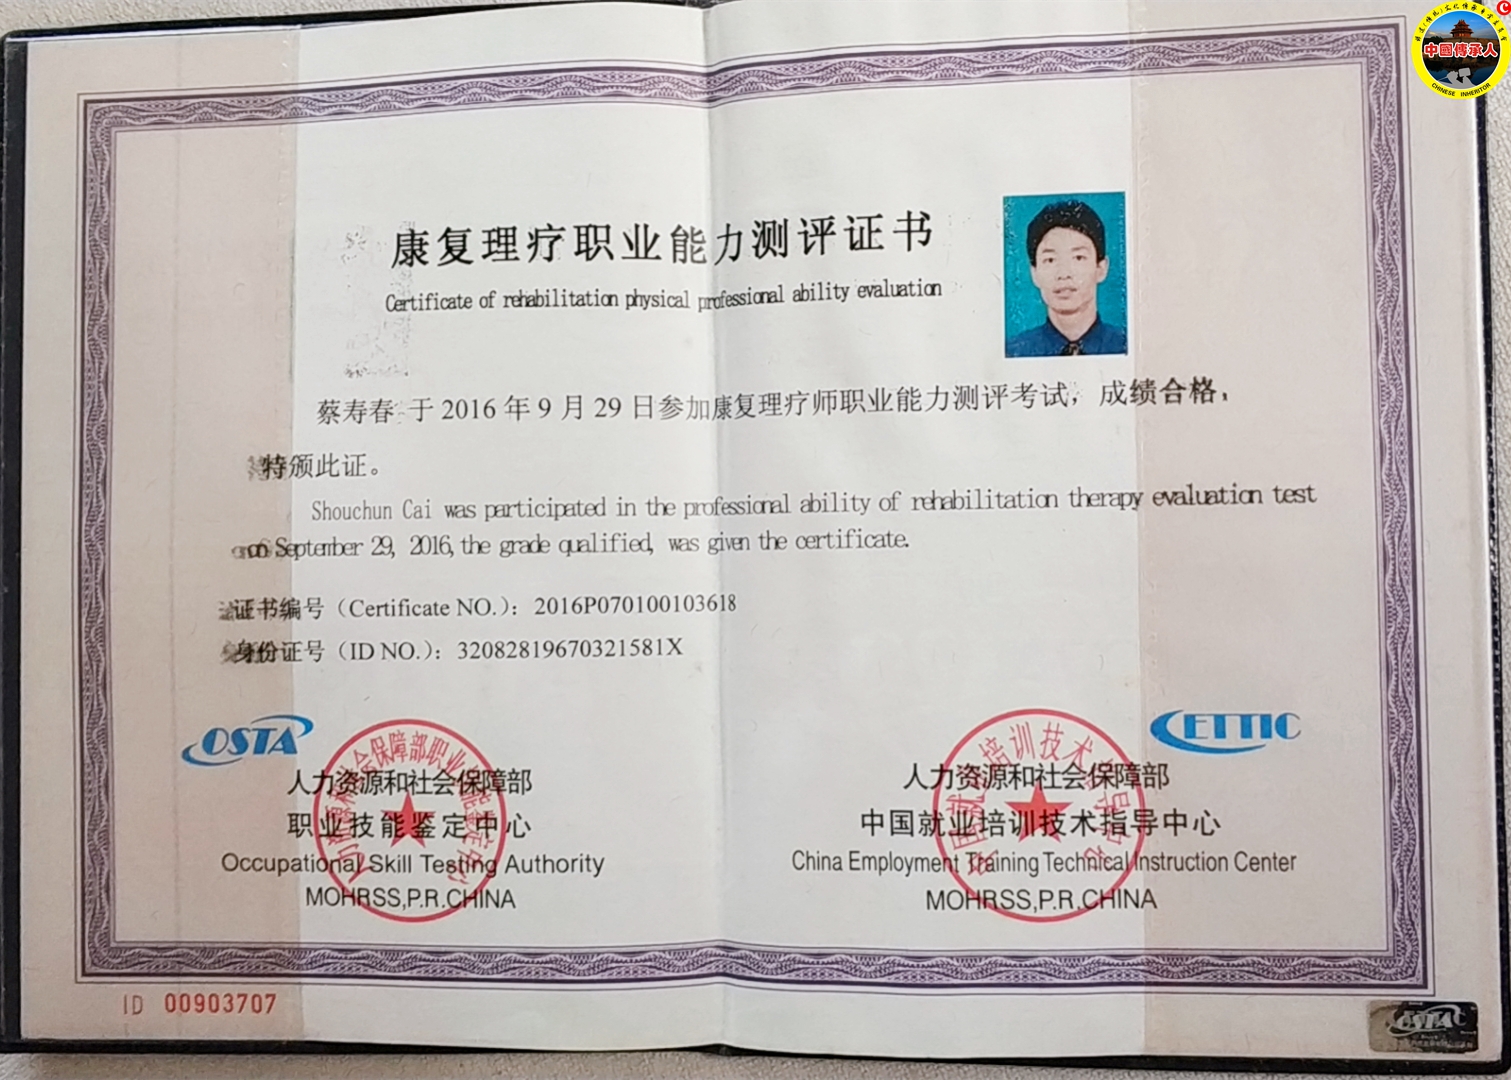 中國傳承人
CHINESE INHERITOR
康复理疗职业能力测评证书
Certificate of rehabilitation physical professional ability evaluation
蔡寿春 于 2016 年 9 月 29 日参加康复理疗师职业能力测评考试，成绩合格，
特颁此证。
Shouchun Cai was participated in the professional ability of rehabilitation therapy evaluation test
on September 29, 2016, the grade qualified, was given the certificate.
证书编号（Certificate NO.）：2016P070100103618
身份证号（ID NO.）：32082819670321581X
OSTA
人力资源和社会保障部
职业技能鉴定中心
Occupational Skill Testing Authority
MOHRSS,P.R.CHINA
CETTIC
人力资源和社会保障部
中国就业培训技术指导中心
China Employment Training Technical Instruction Center
MOHRSS,P.R.CHINA
ID 00903707